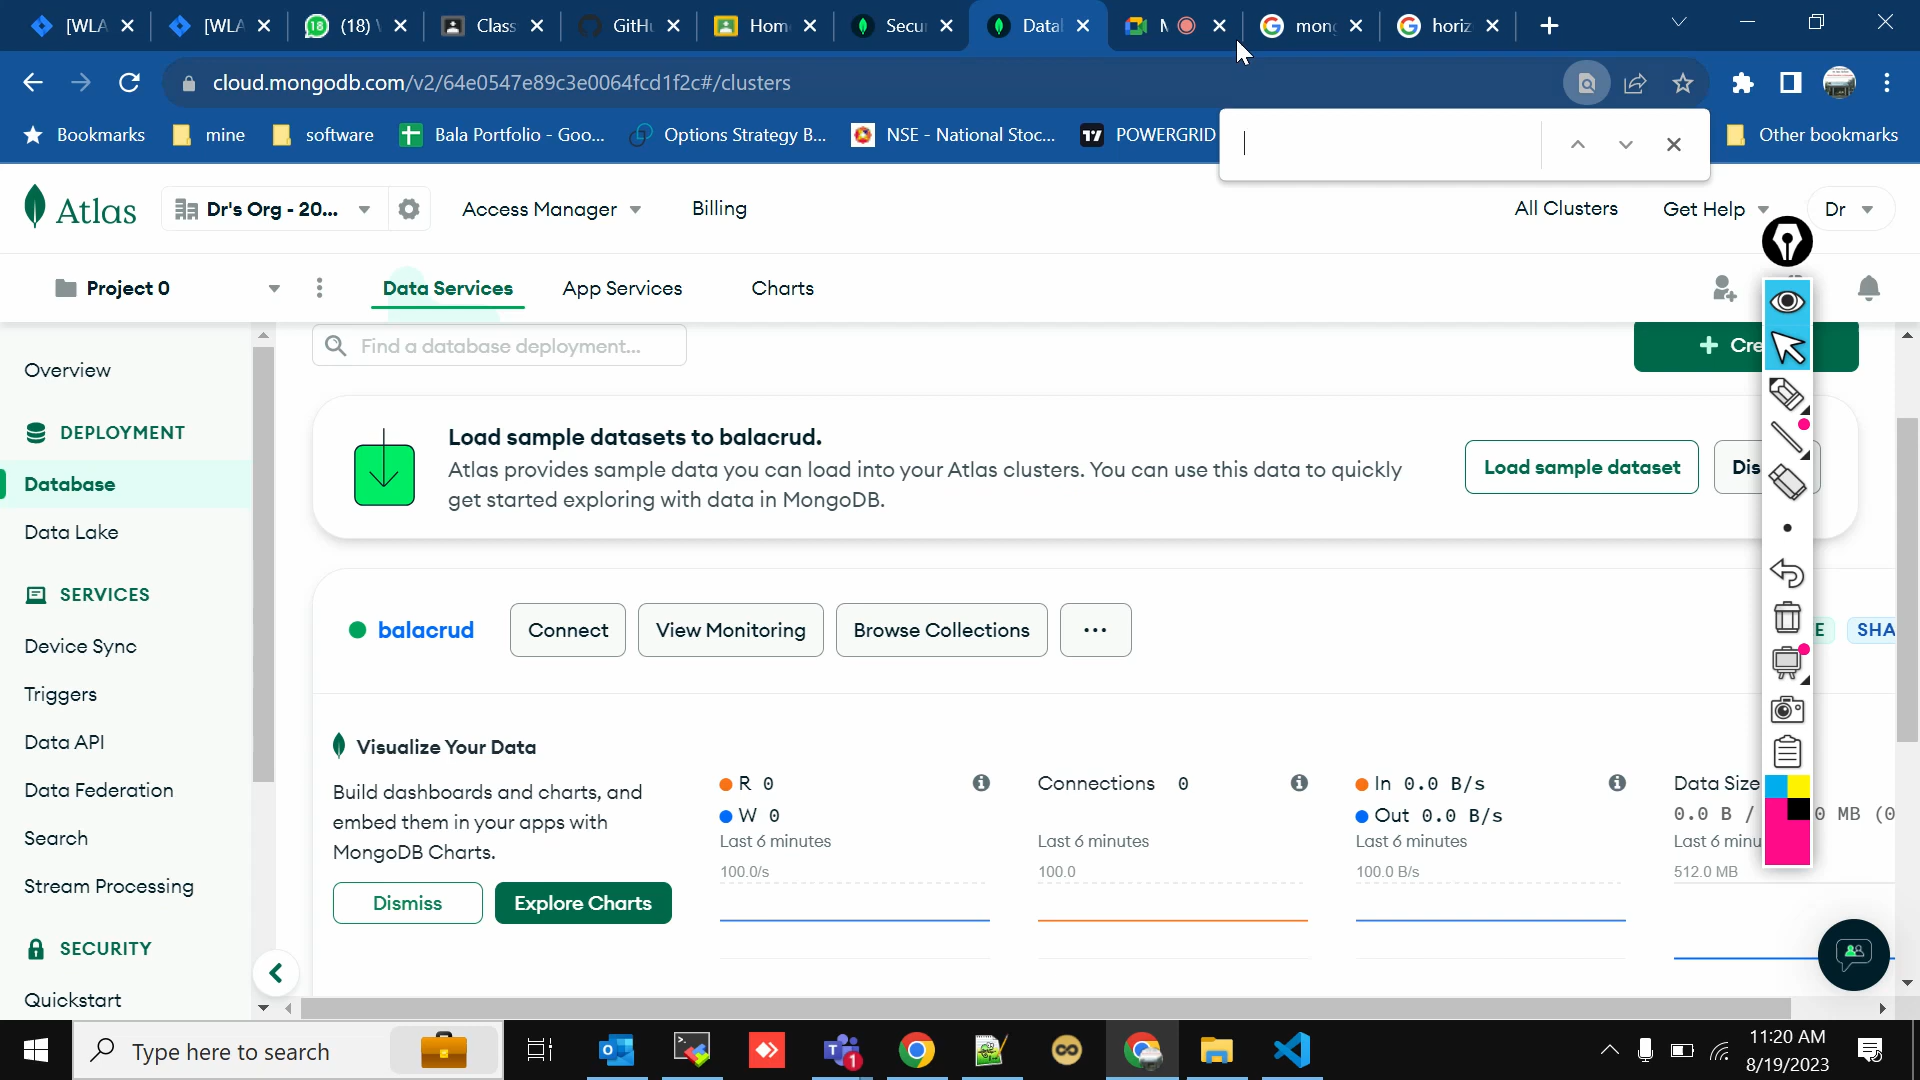 [WLA
[WLA
(18)
Class
GitHu
Hom
Secu
Data
M
mon
horiz
cloud.mongodb.com/v2/64e0547e89c3e0064fcd1f2c#/clusters
Bookmarks
mine
software
Bala Portfolio - Goo...
Options Strategy B...
NSE - National Stoc...
POWERGRID
Other bookmarks
Atlas
Dr's Org - 20...
Access Manager
Billing
All Clusters
Get Help
Dr
Project 0
Data Services
App Services
Charts
Overview
DEPLOYMENT
Database
Data Lake
SERVICES
Device Sync
Triggers
Data API
Data Federation
Search
Stream Processing
SECURITY
Quickstart
Find a database deployment...
+ Cre
Load sample datasets to balacrud.
Atlas provides sample data you can load into your Atlas clusters. You can use this data to quickly
get started exploring with data in MongoDB.
Load sample dataset
Dis
balacrud
Connect
View Monitoring
Browse Collections
...
E
SHA
Visualize Your Data
Build dashboards and charts, and
embed them in your apps with
MongoDB Charts.
Dismiss
Explore Charts
R 0
W 0
Last 6 minutes
100.0/s
Connections 0
Last 6 minutes
100.0
In 0.0 B/s
Out 0.0 B/s
Last 6 minutes
100.0 B/s
Data Size
0.0 B / 0 MB (0
Last 6 minu
512.0 MB
Type here to search
1
11:20 AM
8/19/2023